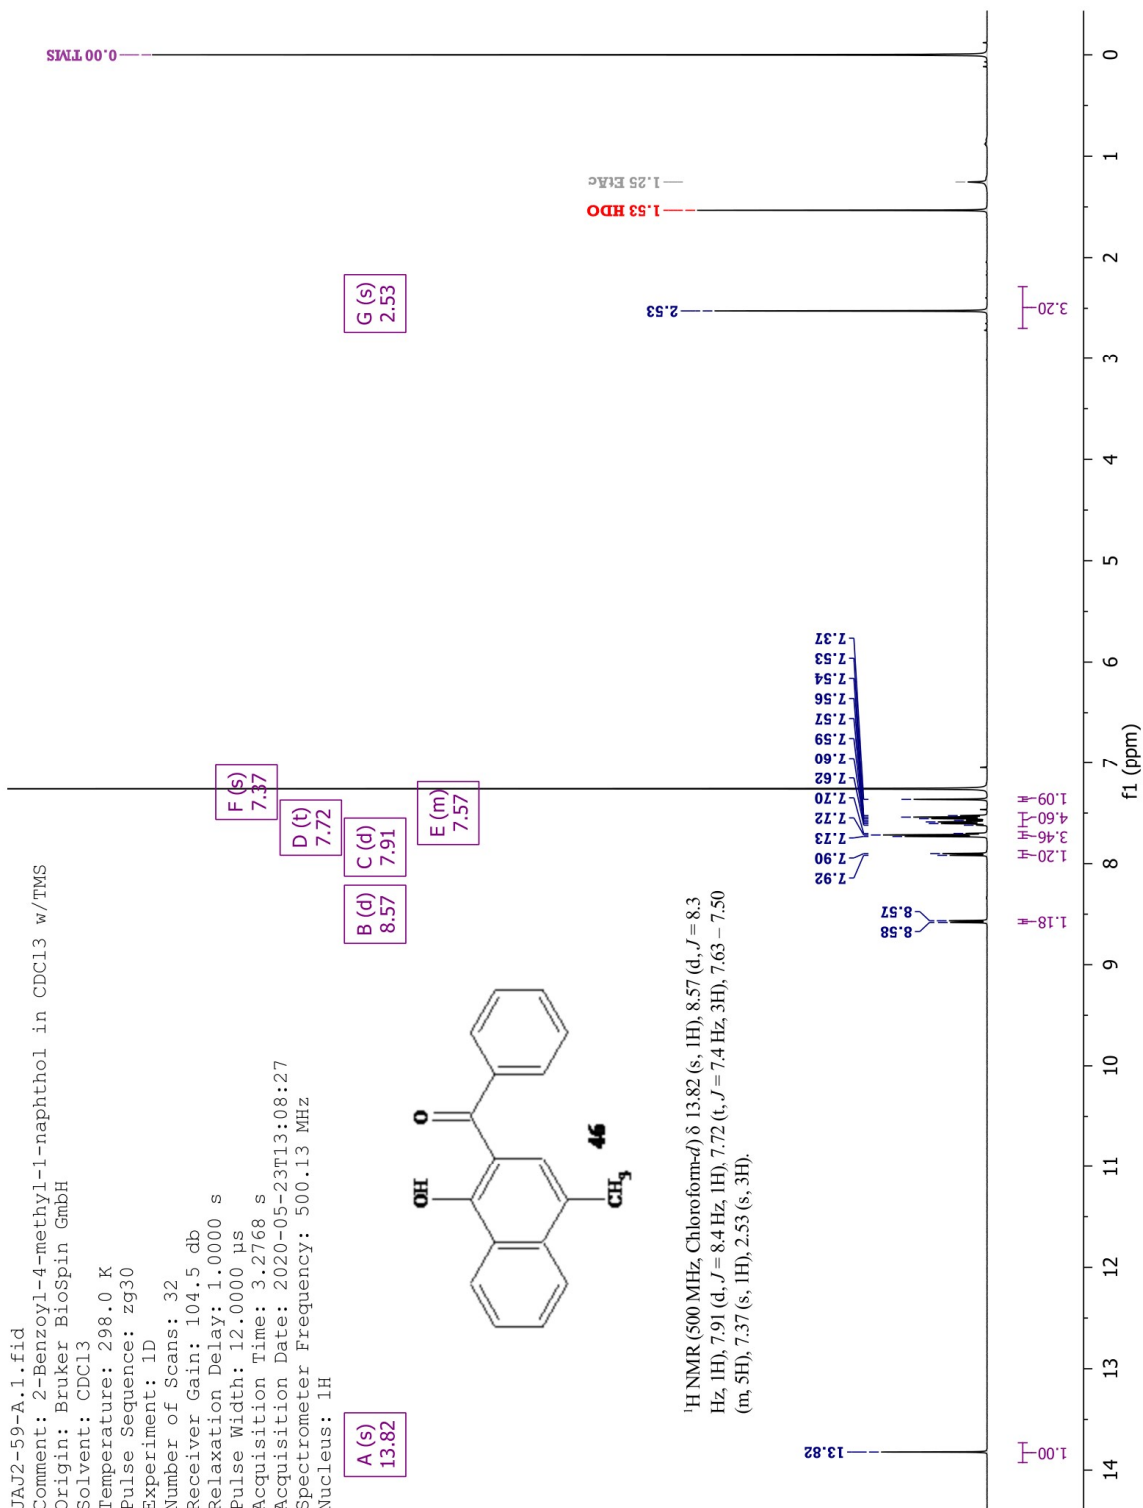 JAJ2-59-A.1.fid
Comment: 2-Benzoyl-4-methyl-1-naphthol in CDCl3 w/TMS
Origin: Bruker BioSpin GmbH
Solvent: CDCl3
Temperature: 298.0 K
Pulse Sequence: zg30
Experiment: 1D
Number of Scans: 32
Receiver Gain: 104.5 db
Relaxation Delay: 1.0000 s
Pulse Width: 12.0000 µs
Acquisition Time: 3.2768 s
Acquisition Date: 2020-05-23T13:08:27
Spectrometer Frequency: 500.13 MHz
Nucleus: 1H
F (s)
7.37
D (t)
7.72
A (s)
13.82
B (d)
8.57
C (d)
7.91
G (s)
2.53
E (m)
7.57
OH
O
CH3
46
¹H NMR (500 MHz, Chloroform-d) δ 13.82 (s, 1H), 8.57 (d, J = 8.3
Hz, 1H), 7.91 (d, J = 8.4 Hz, 1H), 7.72 (t, J = 7.4 Hz, 3H), 7.63 – 7.50
(m, 5H), 7.37 (s, 1H), 2.53 (s, 3H).
13.82
8.58
8.57
7.92
7.90
7.73
7.72
7.70
7.62
7.60
7.59
7.57
7.56
7.54
7.53
7.37
2.53
1.53 HDO
1.25 EtAc
0.00 TMS
1.00
1.18
1.20
3.46
4.60
1.09
3.20
14
13
12
11
10
9
8
7
6
5
4
3
2
1
0
f1 (ppm)